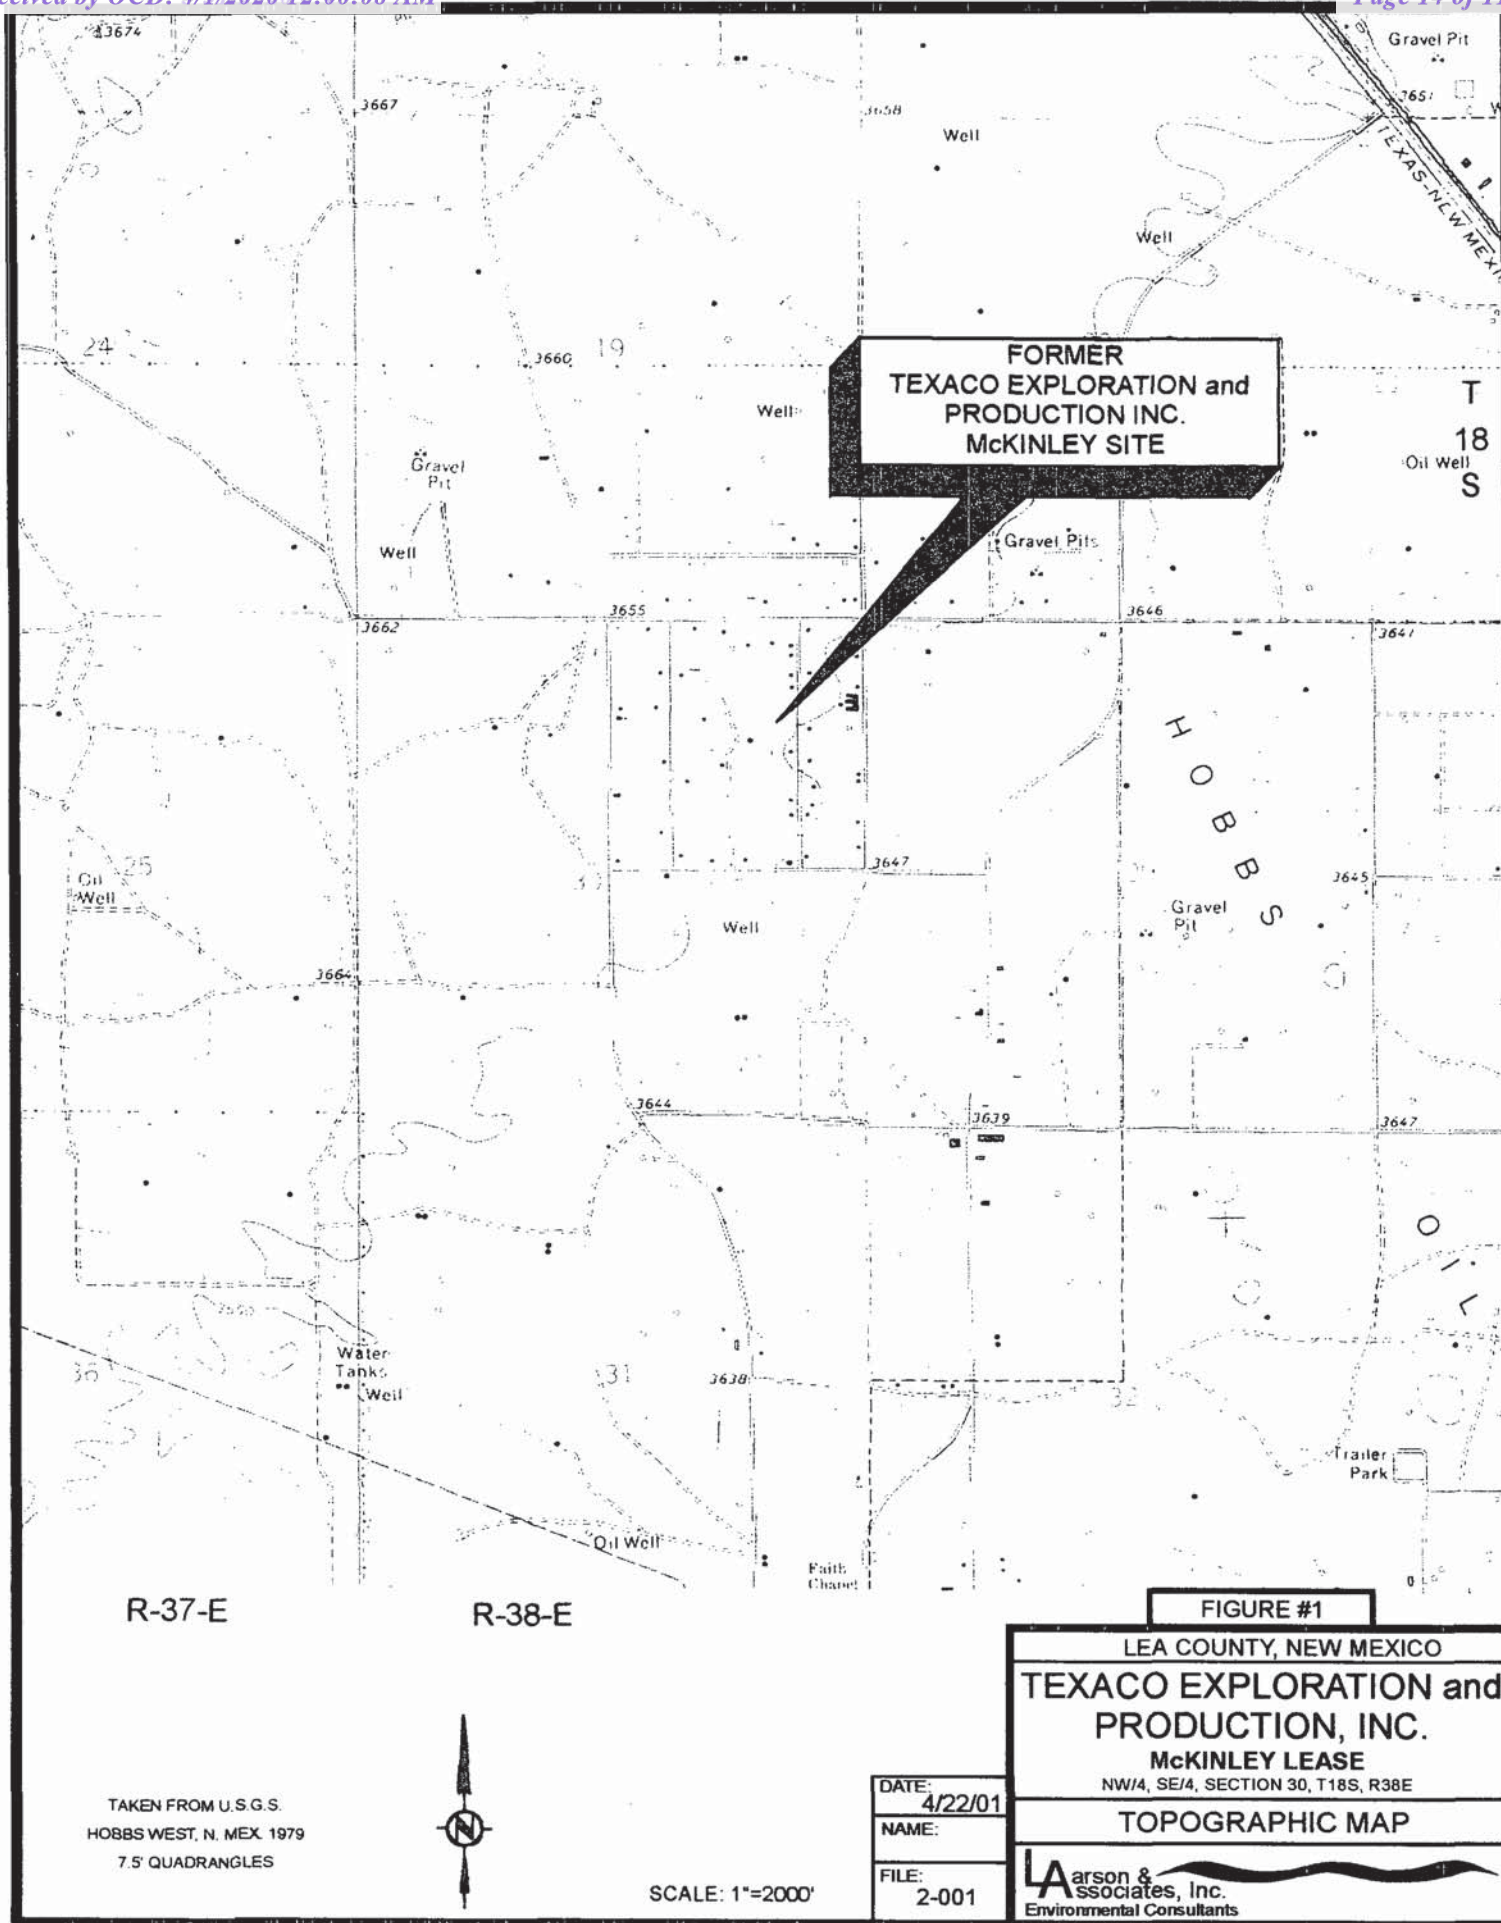 13674
Gravel Pit
3667
3658
Well
3651
TEXAS-NEW MEXI
Well
24
3660
19
FORMER
TEXACO EXPLORATION and
PRODUCTION INC.
McKINLEY SITE
T
18
S
Well
Oil Well
Gravel
Pit
Well
Gravel Pits
3655
3646
3662
3641
HOBBS
25
Oil
Well
3647
3645
Gravel
Pit
Well
3664
3644
3639
3647
OIL
Water
Tanks
Well
36
31
3638
32
Trailer
Park
Oil Well
Faith
Chapel
R-37-E
R-38-E
FIGURE #1
LEA COUNTY, NEW MEXICO
TEXACO EXPLORATION and
PRODUCTION, INC.
McKINLEY LEASE
NW/4, SE/4, SECTION 30, T18S, R38E
TOPOGRAPHIC MAP
DATE:
4/22/01
NAME:
FILE:
2-001
LArson &
Associates, Inc.
Environmental Consultants
TAKEN FROM U.S.G.S.
HOBBS WEST, N. MEX. 1979
7.5' QUADRANGLES
N
SCALE: 1"=2000'